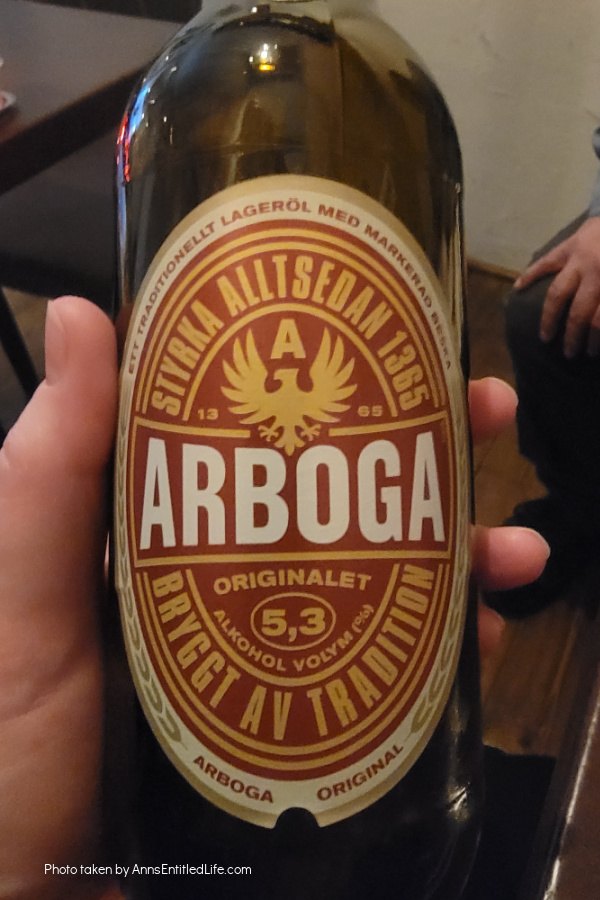 ETT TRADITIONELLT LAGERÖL MED MARKERAD BESKA
STYRKA ALLTSEDAN 1365
A
13 65
ARBOGA
ORIGINALET
5,3
ALKOHOL VOLYM (%)
BRYGGT AV TRADITION
ARBOGA ORIGINAL
Photo taken by AnnsEntitledLife.com